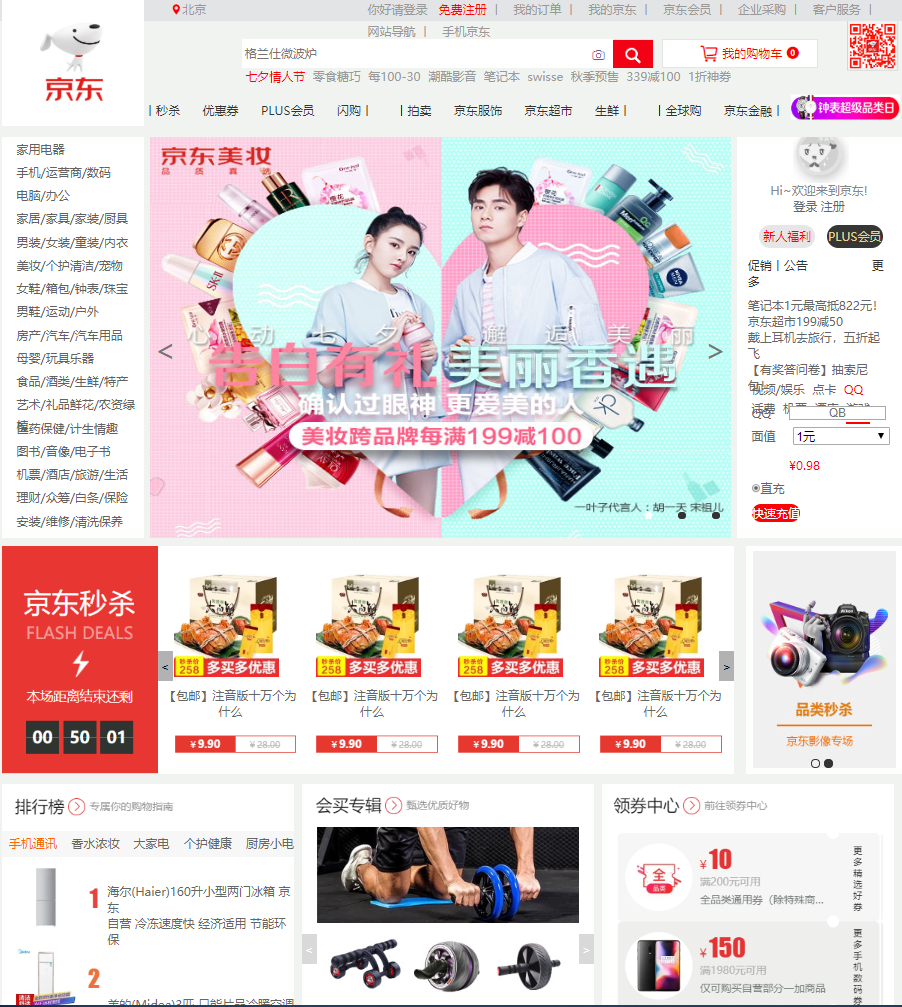 北京
你好请登录 免费注册 | 我的订单 | 我的京东 | 京东会员 | 企业采购 | 客户服务 |
网站导航 | 手机京东
京东
格兰仕微波炉
我的购物车 0
七夕情人节 零食糖巧 每100-30 潮酷影音 笔记本 swisse 秋季预售 339减100 1折神券
| 秒杀 优惠券 PLUS会员 闪购 | | 拍卖 京东服饰 京东超市 生鲜 | | 全球购 京东金融 |
钟表超级品类日
家用电器
手机/运营商/数码
电脑/办公
家居/家具/家装/厨具
男装/女装/童装/内衣
美妆/个护清洁/宠物
女鞋/箱包/钟表/珠宝
男鞋/运动/户外
房产/汽车/汽车用品
母婴/玩具乐器
食品/酒类/生鲜/特产
艺术/礼品鲜花/农资绿植
医药保健/计生情趣
图书/音像/电子书
机票/酒店/旅游/生活
理财/众筹/白条/保险
安装/维修/清洗保养
京东美妆
品质真选
NIVEA
< 心动七夕 邂逅美丽 >
告白有礼 美丽香遇
确认过眼神 更爱美的人
美妆跨品牌每满199减100
一叶子代言人：胡一天 宋祖儿
Hi~欢迎来到京东!
登录 注册
新人福利 PLUS会员
促销 | 公告 更
多
笔记本1元最高抵822元!
京东超市199减50
戴上耳机去旅行，五折起
飞
【有奖答问卷】抽索尼
视频/娱乐 点卡 QQ
话费 机票 酒店 游戏
QQ QB
面值 1元
¥0.98
直充
快速充值
京东秒杀
FLASH DEALS
本场距离结束还剩
00 50 01
<
秒杀价 258 多买多优惠
【包邮】注音版十万个为
什么
¥ 9.90 ¥ 28.00
秒杀价 258 多买多优惠
【包邮】注音版十万个为
什么
¥ 9.90 ¥ 28.00
秒杀价 258 多买多优惠
【包邮】注音版十万个为
什么
¥ 9.90 ¥ 28.00
秒杀价 258 多买多优惠
【包邮】注音版十万个为
什么
¥ 9.90 ¥ 28.00
>
品类秒杀
京东影像专场
排行榜 > 专属你的购物指南
手机通讯 香水浓妆 大家电 个护健康 厨房小电
1
海尔(Haier)160升小型两门冰箱 京
东
自营 冷冻速度快 经济适用 节能环
保
Midea
2
美的(Midea)3匹 只能片尋冷暖空调
会买专辑 > 甄选优质好物
< >
领券中心 > 前往领券中心
全
品类
¥ 10
满200元可用
全品类通用券（除特殊商...
更多精选好券
¥ 150
满1980元可用
仅可购买自营部分一加商品
更多手机数码券